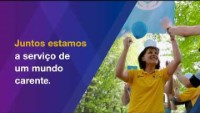 Juntos estamos
a serviço de
um mundo
carente.